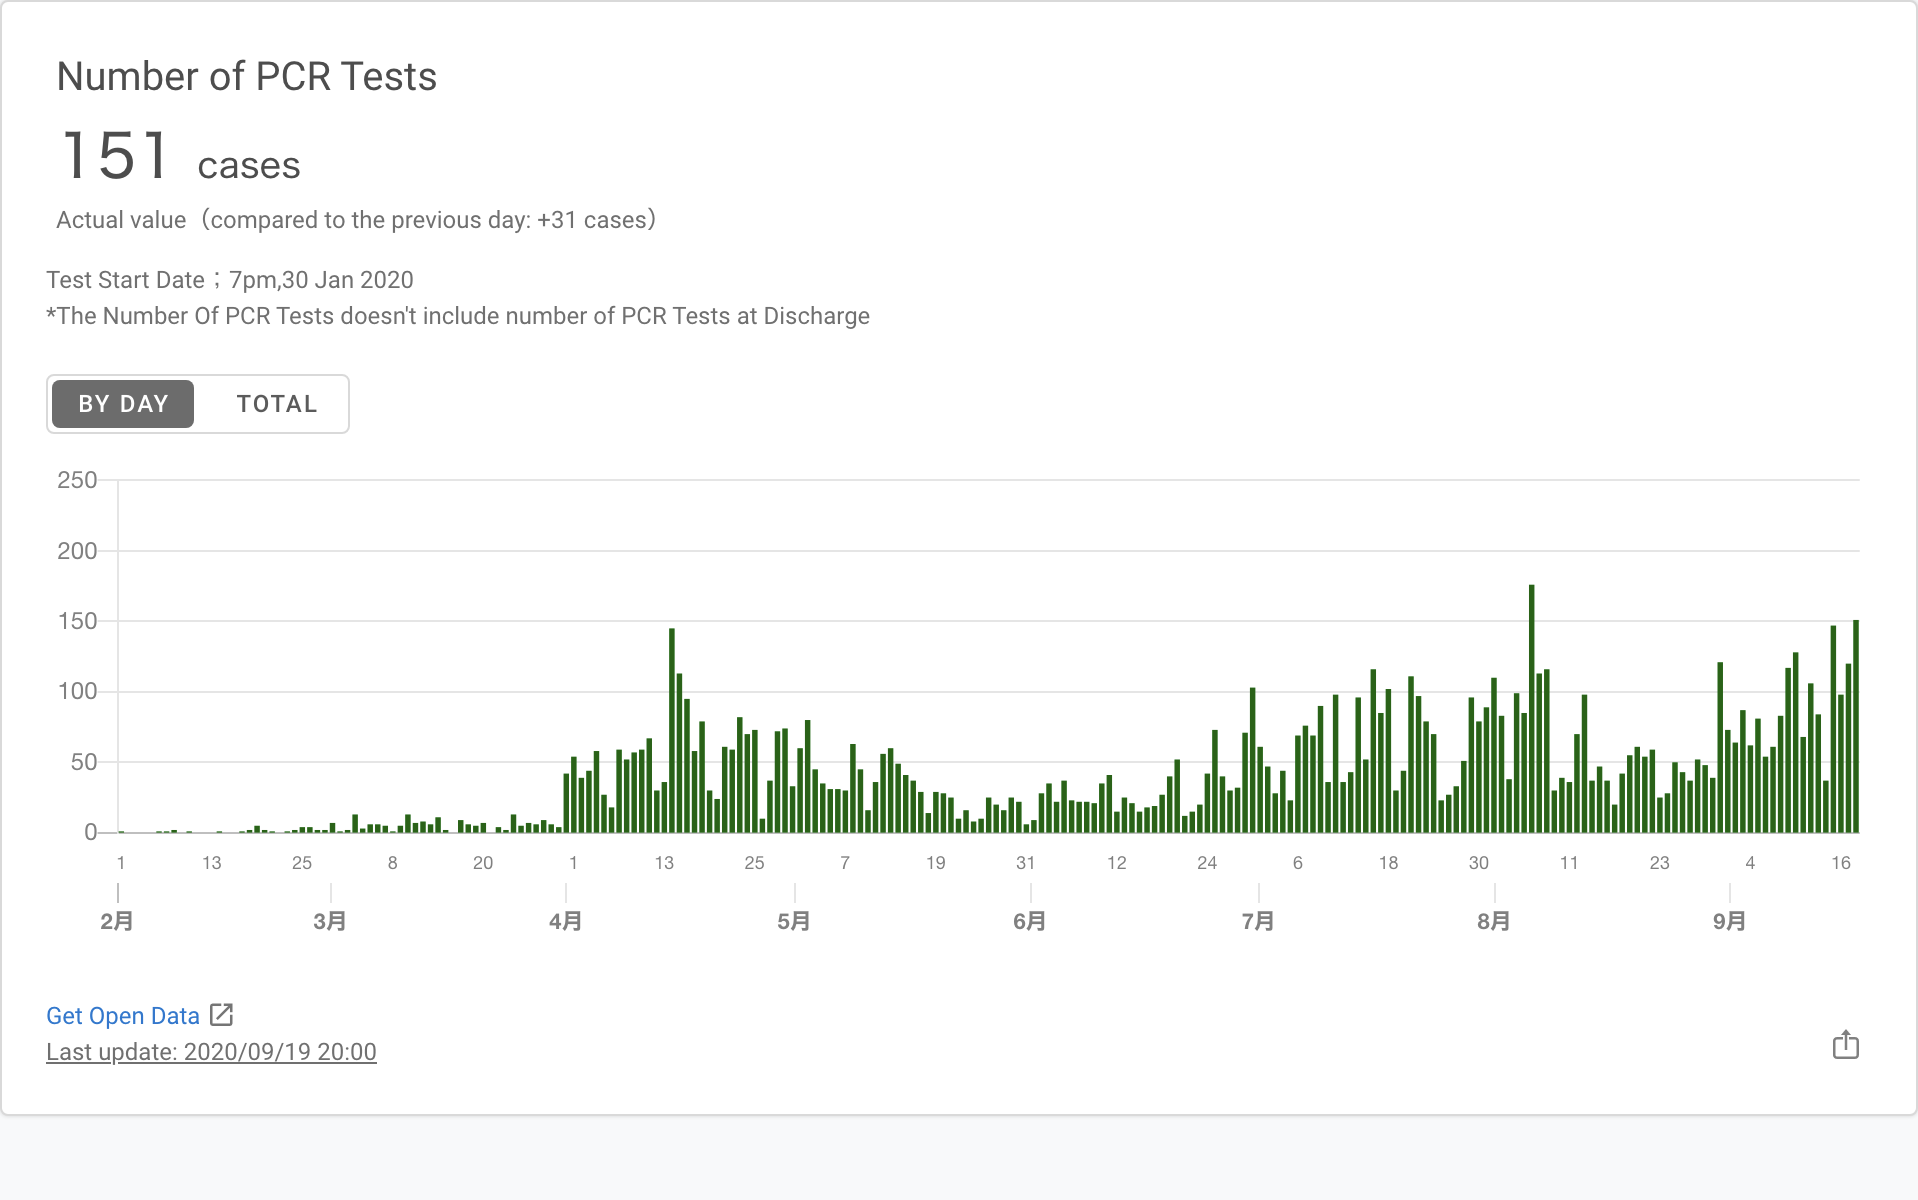 Number of PCR Tests
151 cases
Actual value（compared to the previous day: +31 cases）
Test Start Date；7pm,30 Jan 2020
*The Number Of PCR Tests doesn't include number of PCR Tests at Discharge
BY DAY TOTAL
250
200
150
100
50
0
1 13 25 8 20 1 13 25 7 19 31 12 24 6 18 30 11 23 4 16
2月 3月 4月 5月 6月 7月 8月 9月
Get Open Data
Last update: 2020/09/19 20:00